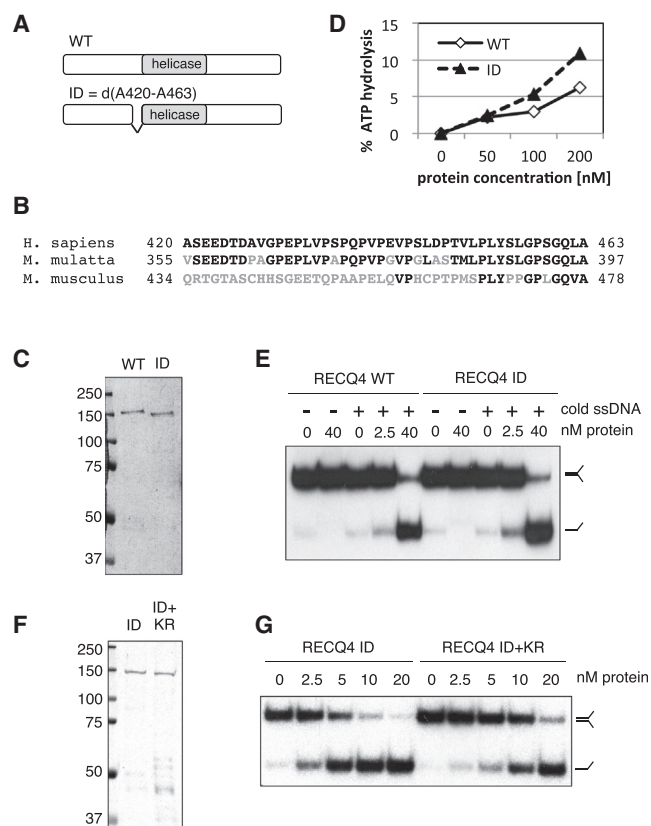 A
WT
helicase
ID = d(A420-A463)
helicase
D
% ATP hydrolysis
15
10
5
0
WT
ID
0 50 100 200
protein concentration [nM]
B
H. sapiens 420 ASEEDTDAVGPEPLVPSPQPVPEVPSLDPTVLPLYSLGPSGQLA 463
M. mulatta 355 VSEEDTDPAGPEPLVPAPQPVPGVPGLASTMLPLYSLGPSGQLA 397
M. musculus 434 QRTGTASCHHSGEETQPAAPELQVPHCPTPMSPLYPPGPLGQVA 478
C
WT ID
250
150
100
75
50
37
E
RECQ4 WT RECQ4 ID
- - + + + - - + + + cold ssDNA
0 40 0 2.5 40 0 40 0 2.5 40 nM protein
F
ID ID+
KR
250
150
100
75
50
37
G
RECQ4 ID RECQ4 ID+KR
0 2.5 5 10 20 0 2.5 5 10 20 nM protein